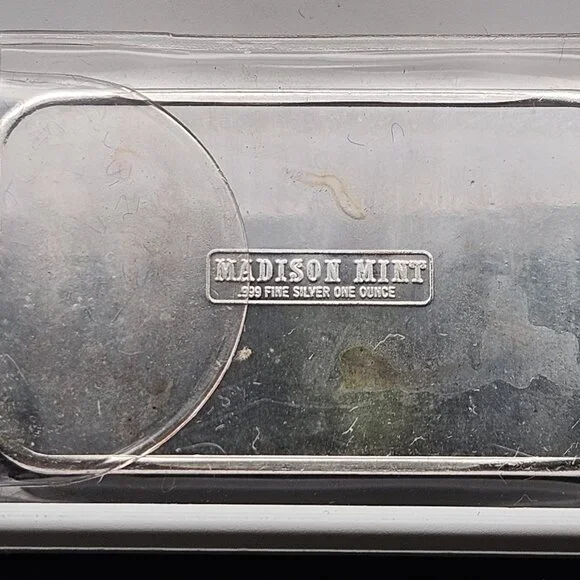 MADISON MINT
.999 FINE SILVER ONE OUNCE